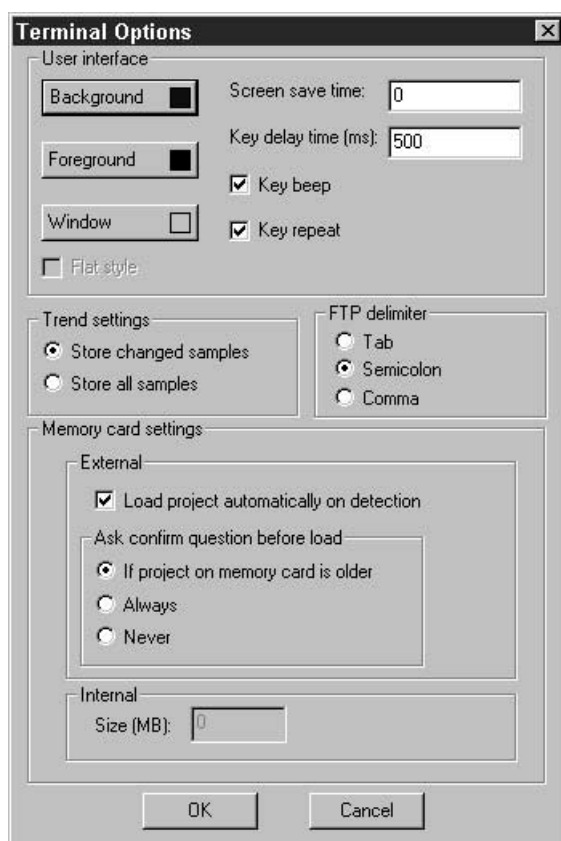 Terminal Options
User interface
Background
Screen save time: 0
Key delay time (ms): 500
Foreground
Key beep
Window
Key repeat
Flat style
Trend settings
Store changed samples
Store all samples
FTP delimiter
Tab
Semicolon
Comma
Memory card settings
External
Load project automatically on detection
Ask confirm question before load
If project on memory card is older
Always
Never
Internal
Size (MB): 0
OK
Cancel